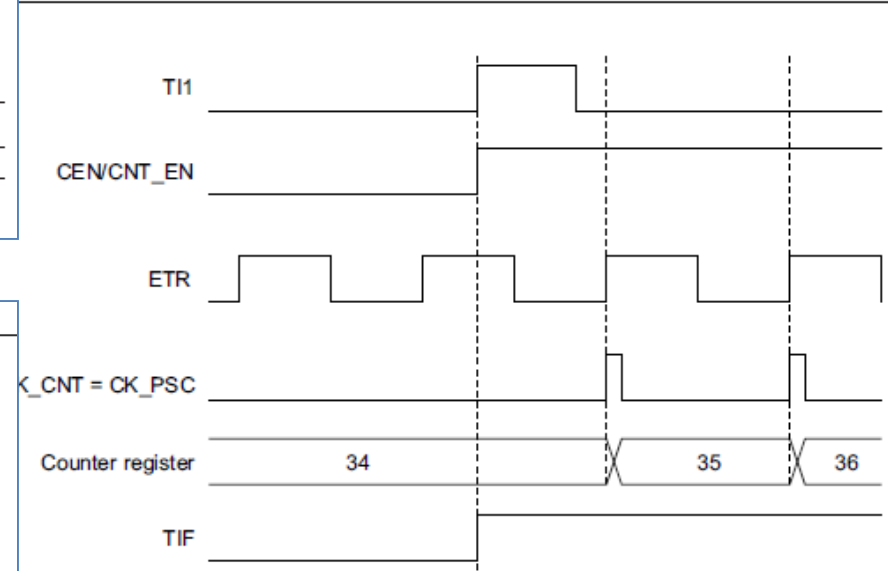 TI1
CEN/CNT_EN
ETR
K_CNT = CK_PSC
Counter register 34 35 36
TIF